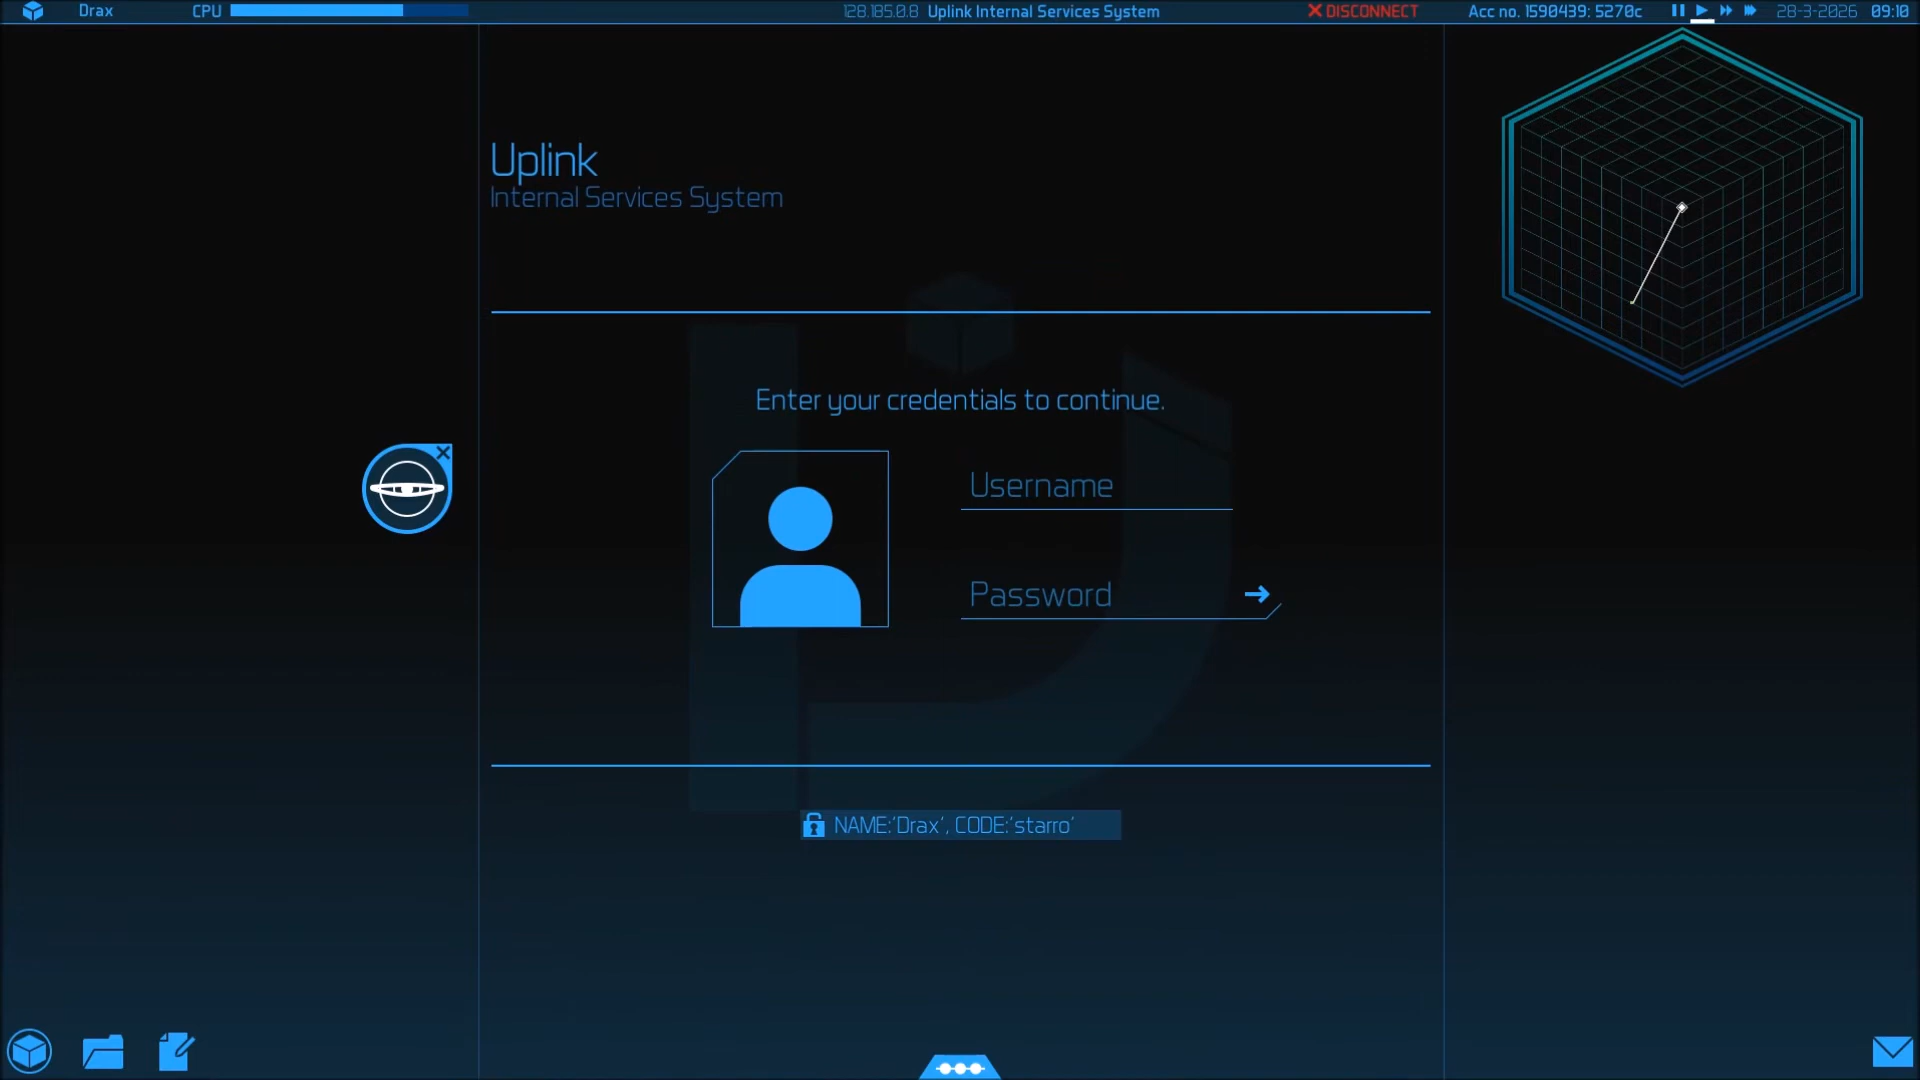 Drax CPU 128.185.0.8 Uplink Internal Services System DISCONNECT Acc no. 1590439: 5270c 28-3-2026 09:10
Uplink
Internal Services System
Enter your credentials to continue.
Username
Password
NAME:'Drax', CODE:'starro'